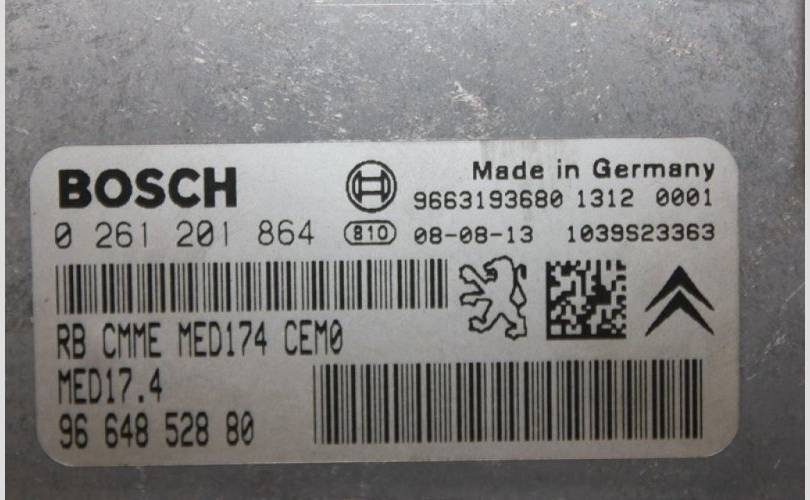 BOSCH
Made in Germany
9663193680 1312 0001
0 261 201 864
810 08-08-13 1039S23363
RB CMME MED174 CEM0
MED17.4
96 648 528 80